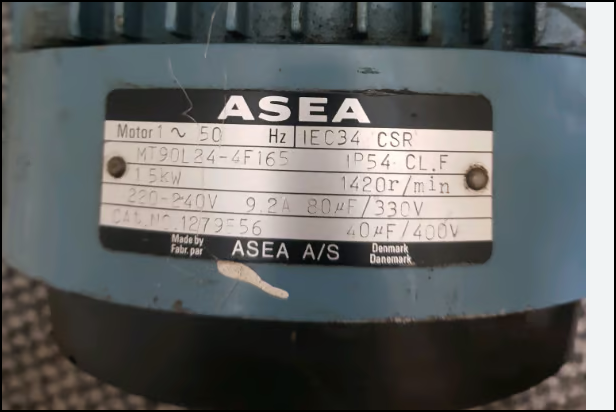 ASEA
Motor 1 ~ 50 Hz IEC34 CSR
MT90L24-4F165 IP54 CL.F
1.5kW 1420r/min
220-240V 9.2A 80µF/330V
CAT.NO.1279E56 40µF/400V
Made by Fabr. par ASEA A/S Denmark Danemark